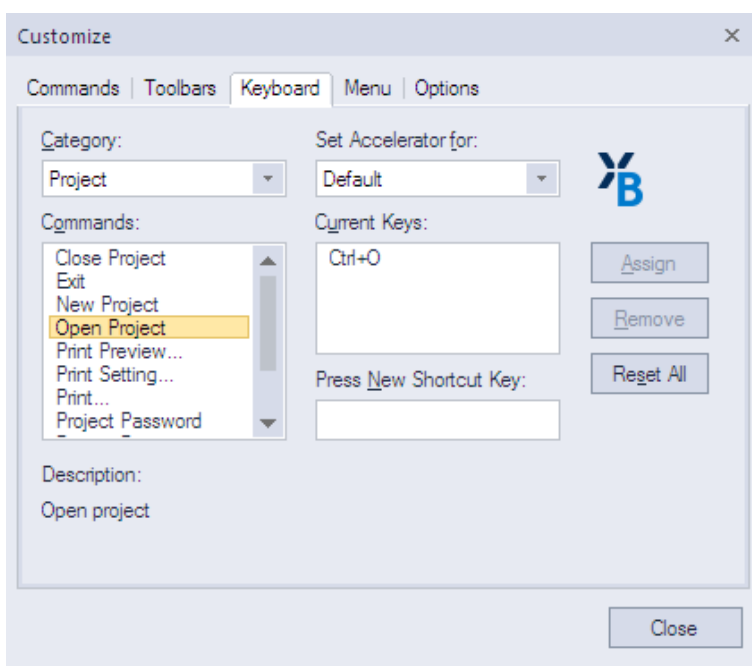 Customize
Commands Toolbars Keyboard Menu Options
Category:
Set Accelerator for:
Project
Default
Commands:
Current Keys:
Close Project
Exit
New Project
Open Project
Print Preview...
Print Setting...
Print...
Project Password
Ctrl+O
Press New Shortcut Key:
Assign
Remove
Reset All
XB
Description:
Open project
Close